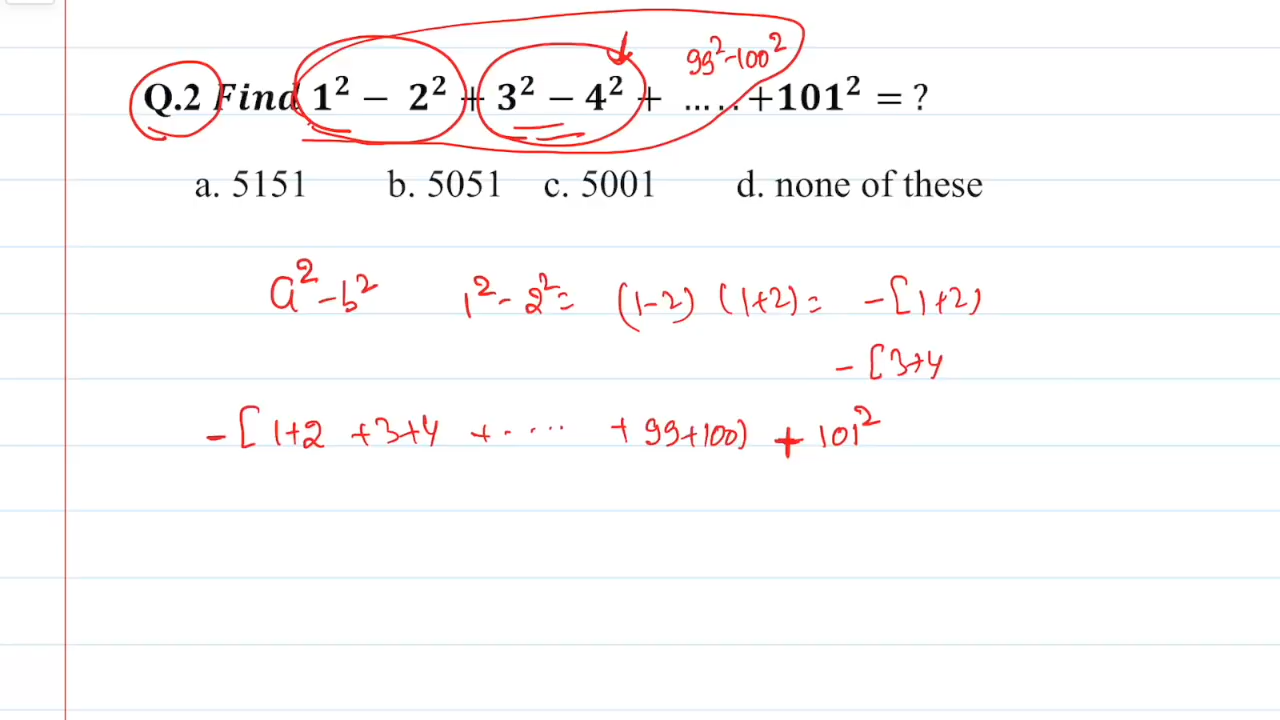 99² - 100²
Q.2 Find 1² − 2² + 3² − 4² + ….. +101² = ?
a. 5151 b. 5051 c. 5001 d. none of these
a² - b² 1² - 2² = (1-2) (1+2) = - [1+2)
- [3+4
- [1+2 +3+4 + ..... + 99+100) + 101²